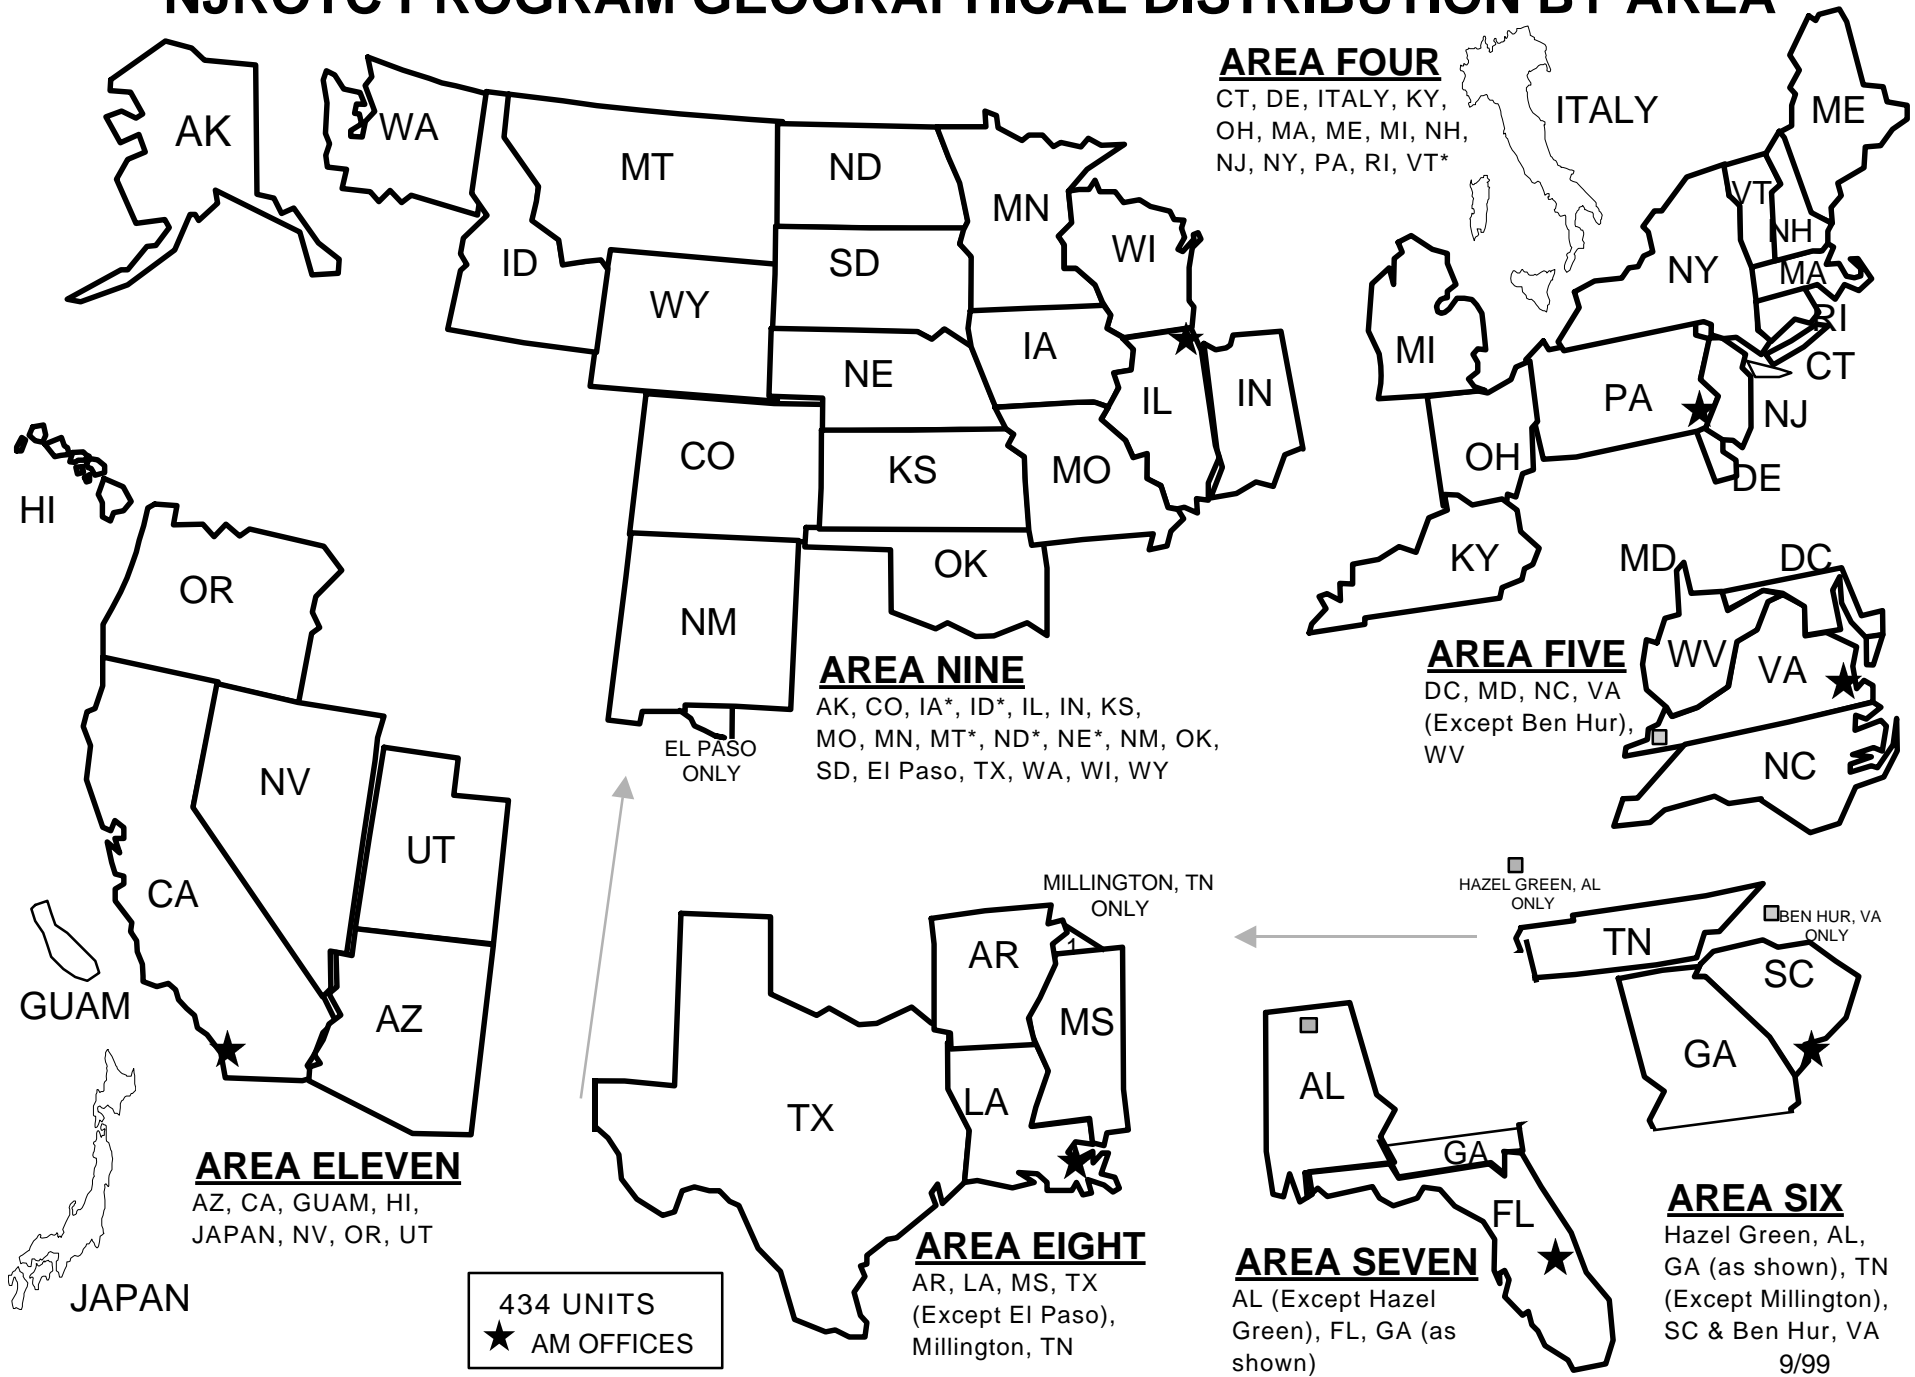 NJROTC PROGRAM GEOGRAPHICAL DISTRIBUTION BY AREA
AK
WA
MT
ND
MN
ID
SD
WI
WY
IA
NE
IL
IN
CO
KS
MO
OK
NM
EL PASO
ONLY
AREA NINE
AK, CO, IA*, ID*, IL, IN, KS,
MO, MN, MT*, ND*, NE*, NM, OK,
SD, El Paso, TX, WA, WI, WY
AREA FOUR
CT, DE, ITALY, KY,
OH, MA, ME, MI, NH,
NJ, NY, PA, RI, VT*
ITALY
ME
VT
NH
NY
MA
RI
CT
MI
PA
NJ
OH
DE
KY
MD
DC
WV
VA
NC
AREA FIVE
DC, MD, NC, VA
(Except Ben Hur),
WV
HI
OR
NV
UT
CA
AZ
GUAM
JAPAN
AREA ELEVEN
AZ, CA, GUAM, HI,
JAPAN, NV, OR, UT
434 UNITS
AM OFFICES
MILLINGTON, TN
ONLY
AR
1
MS
TX
LA
AREA EIGHT
AR, LA, MS, TX
(Except El Paso),
Millington, TN
AL
GA
FL
AREA SEVEN
AL (Except Hazel
Green), FL, GA (as
shown)
HAZEL GREEN, AL
ONLY
BEN HUR, VA
ONLY
TN
SC
GA
AREA SIX
Hazel Green, AL,
GA (as shown), TN
(Except Millington),
SC & Ben Hur, VA
9/99